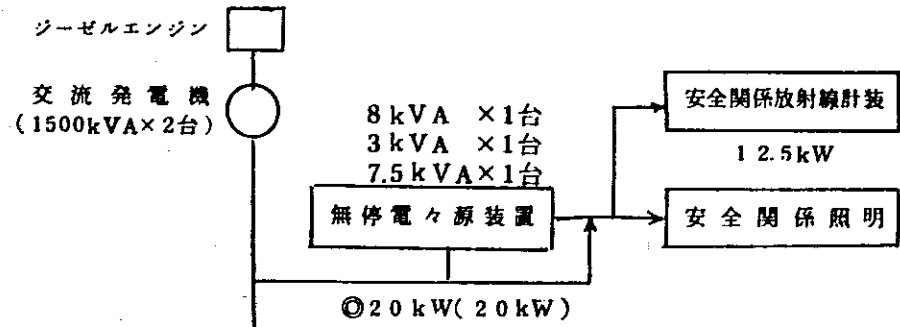 ジーゼルエンジン
交流発電機
(1500kVA×2台)
8kVA ×1台
3kVA ×1台
7.5kVA×1台
無停電々源装置
安全関係放射線計装
12.5kW
安全関係照明
◎20kW(20kW)